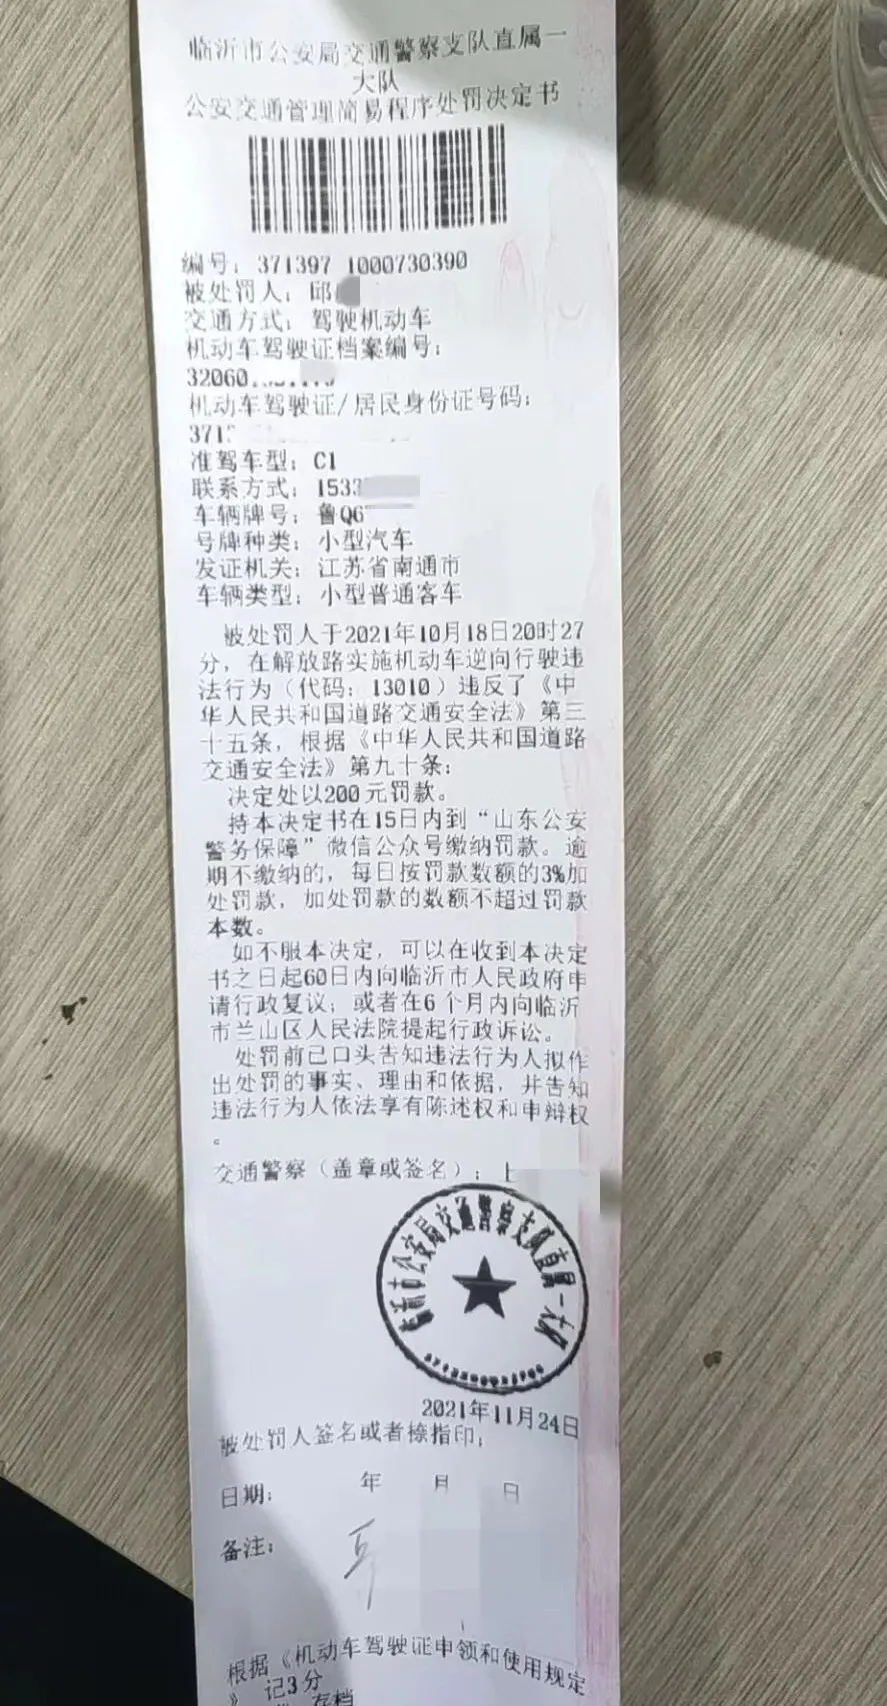 临沂市公安局交通警察支队直属一
大队
公安交通管理简易程序处罚决定书
编号：371397 1000730390
被处罚人：邱
交通方式：驾驶机动车
机动车驾驶证档案编号：
32060
机动车驾驶证/居民身份证号码：
371
准驾车型：C1
联系方式：1533
车辆牌号：鲁Q6
号牌种类：小型汽车
发证机关：江苏省南通市
车辆类型：小型普通客车
被处罚人于2021年10月18日20时27
分，在解放路实施机动车逆向行驶违
法行为（代码：13010）违反了《中
华人民共和国道路交通安全法》第三
十五条，根据《中华人民共和国道路
交通安全法》第九十条：
决定处以200元罚款。
持本决定书在15日内到“山东公安
警务保障”微信公众号缴纳罚款。逾
期不缴纳的，每日按罚款数额的3%加
处罚款，加处罚款的数额不超过罚款
本数。
如不服本决定，可以在收到本决定
书之日起60日内向临沂市人民政府申
请行政复议；或者在6个月内向临沂
市兰山区人民法院提起行政诉讼。
处罚前已口头告知违法行为人拟作
出处罚的事实、理由和依据，并告知
违法行为人依法享有陈述权和申辩权
。
交通警察（盖章或签名）：
临沂市公安局交通警察支队直属一大队
2021年11月24日
被处罚人签名或者捺指印：
日期： 年 月 日
备注：
根据《机动车驾驶证申领和使用规定
》 记3分
存档